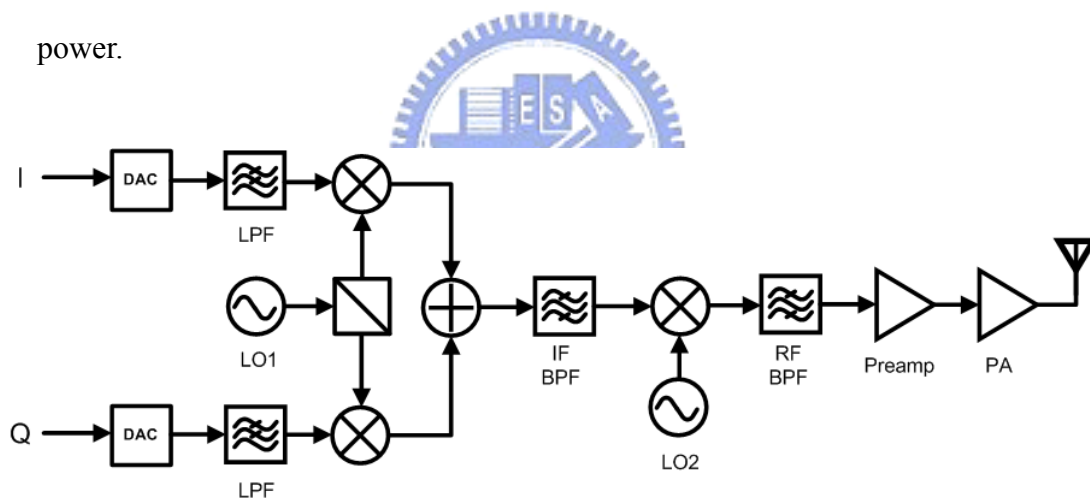 power.
E S A
I
DAC
LPF
LO1
Q
DAC
LPF
IF
BPF
LO2
RF
BPF
Preamp
PA